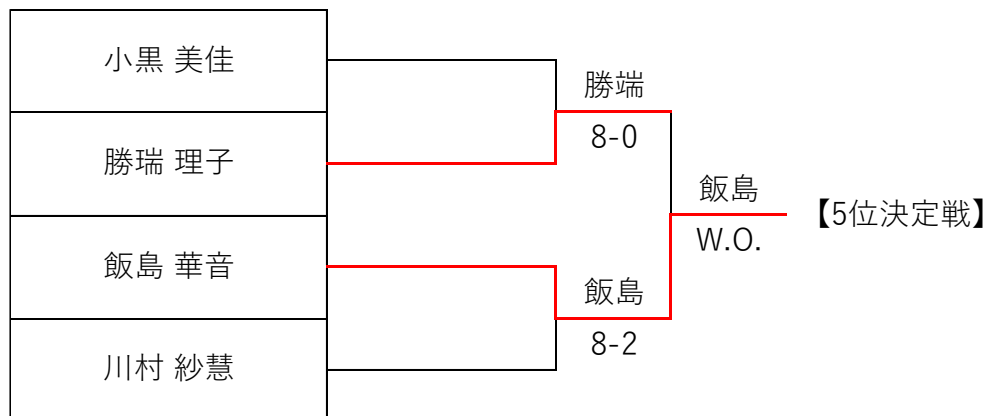 小黒 美佳
勝端
8-0
勝瑞 理子
飯島
【5位決定戦】
W.O.
飯島 華音
飯島
8-2
川村 紗慧